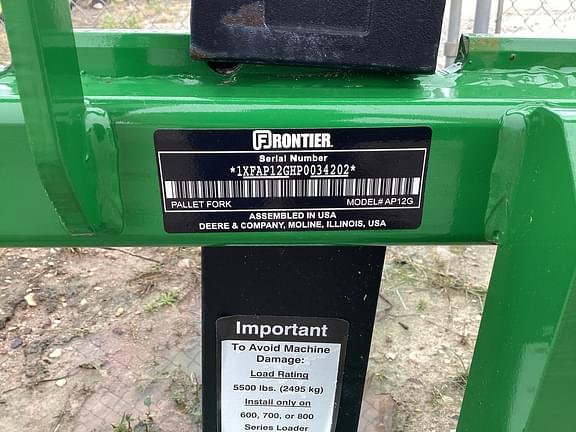 FRONTIER
Serial Number
*1XFAP12GHP0034202*
PALLET FORK MODEL# AP12G
ASSEMBLED IN USA
DEERE & COMPANY, MOLINE, ILLINOIS, USA
Important
To Avoid Machine
Damage:
Load Rating
5500 lbs. (2495 kg)
Install only on
600, 700, or 800
Series Loader